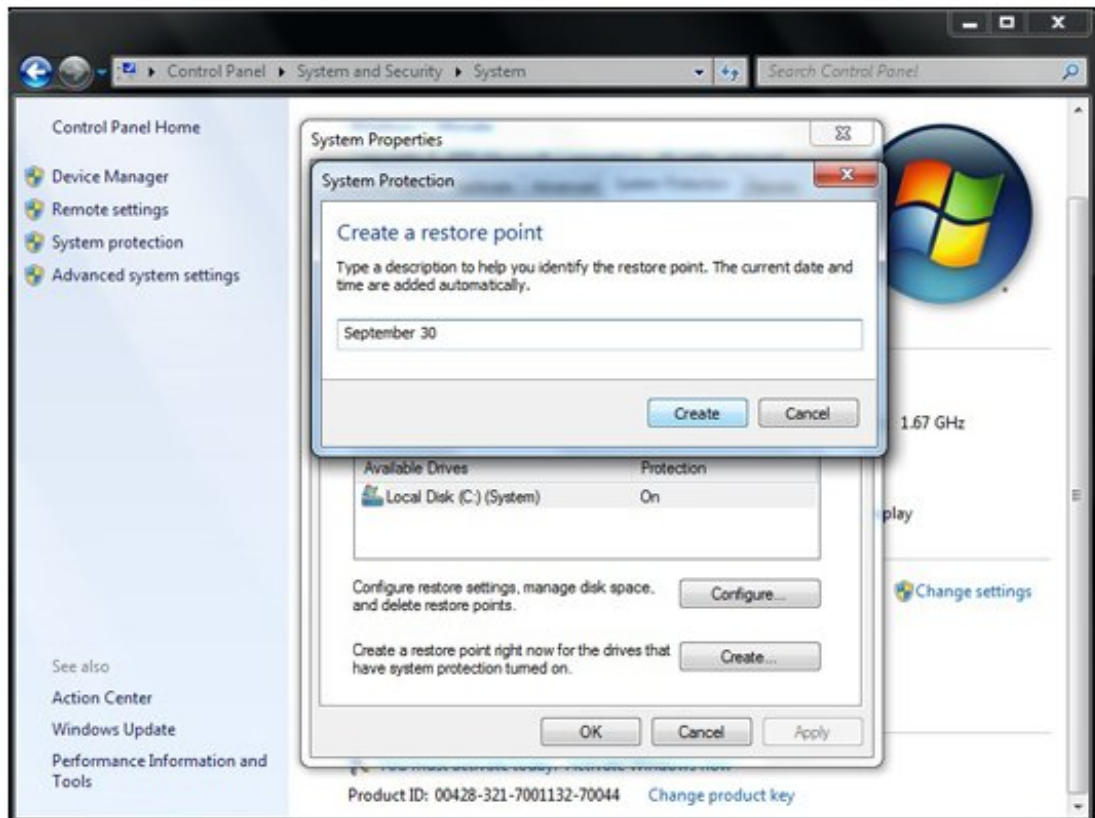 Control Panel ▸ System and Security ▸ System
Search Control Panel
Control Panel Home
Device Manager
Remote settings
System protection
Advanced system settings
See also
Action Center
Windows Update
Performance Information and
Tools
System Properties
System Protection
Create a restore point
Type a description to help you identify the restore point. The current date and
time are added automatically.
September 30
Create
Cancel
Available Drives
Protection
Local Disk (C:) (System)
On
Configure restore settings, manage disk space,
and delete restore points.
Configure...
Create a restore point right now for the drives that
have system protection turned on.
Create...
OK
Cancel
Apply
1.67 GHz
play
Change settings
Product ID: 00428-321-7001132-70044
Change product key